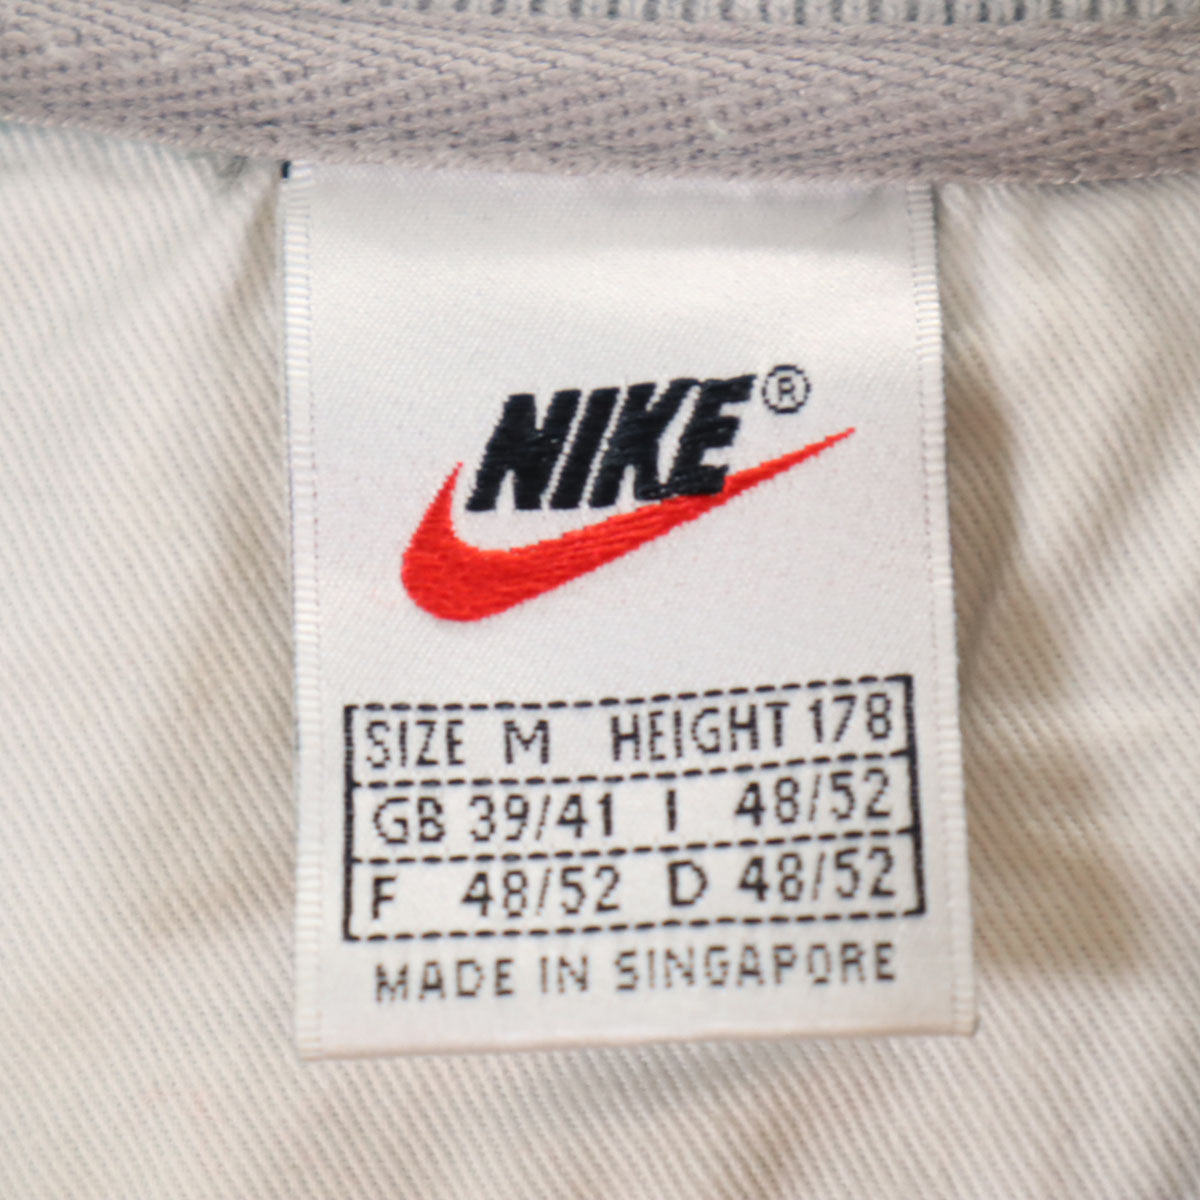 NIKE®
SIZE M HEIGHT 178
GB 39/41 I 48/52
F 48/52 D 48/52
MADE IN SINGAPORE